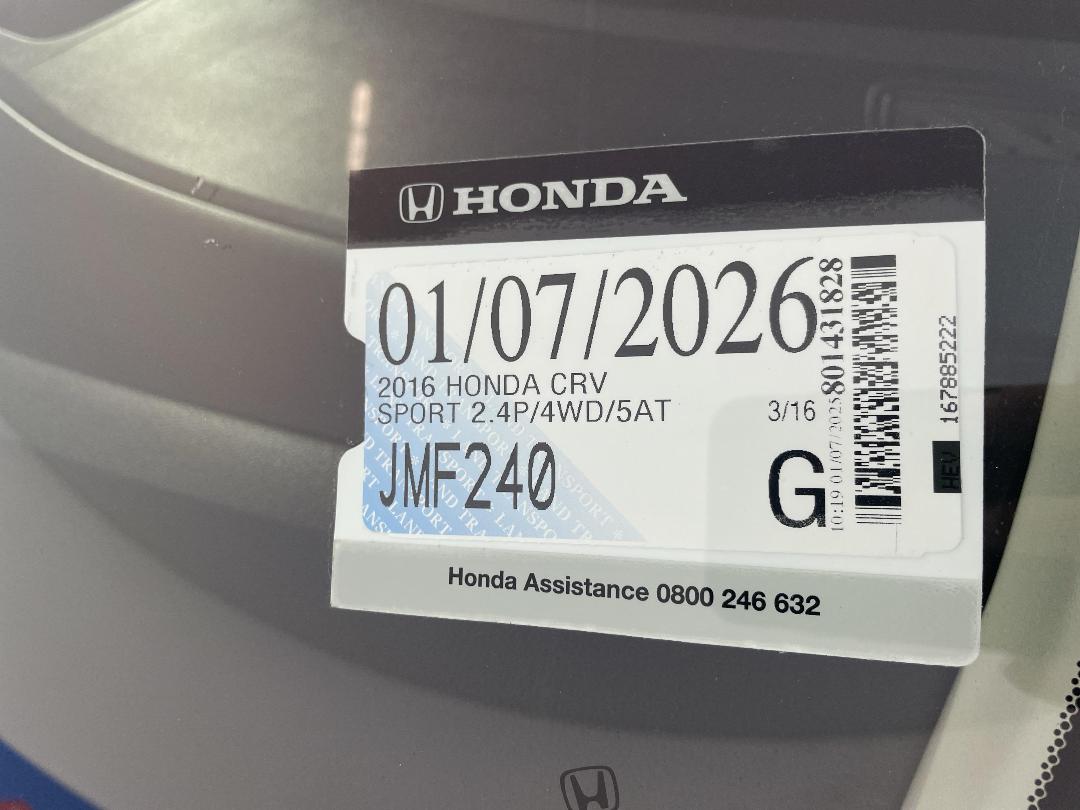 HONDA
01/07/2026
2016 HONDA CRV
SPORT 2.4P/4WD/5AT 3/16
JMF240 G
10:19 01/07/2025 801431828
HEV 167885222
Honda Assistance 0800 246 632